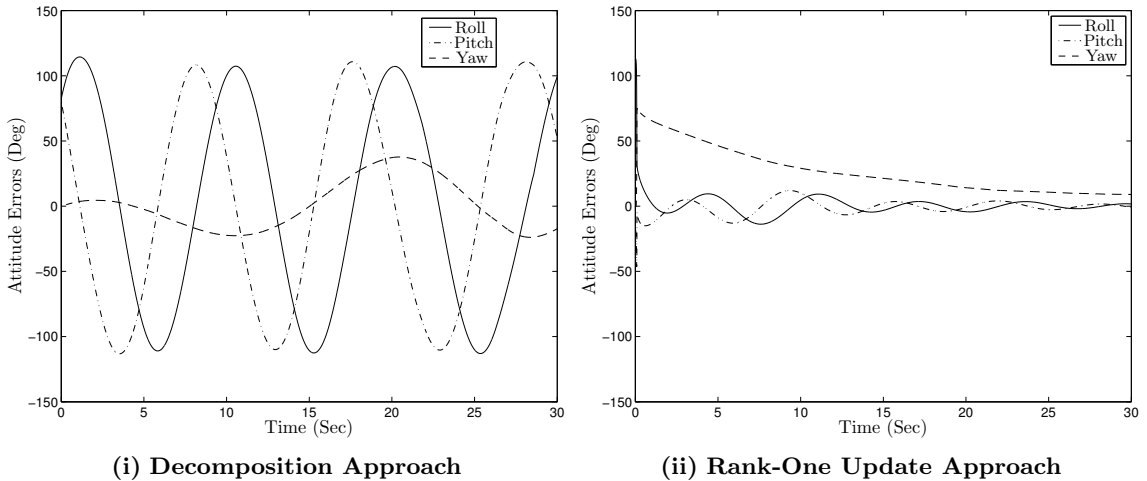 150
100
50
0
−50
−100
−150
0 5 10 15 20 25 30
Attitude Errors (Deg)
Time (Sec)
Roll
Pitch
Yaw
(i) Decomposition Approach
150
100
50
0
−50
−100
−150
0 5 10 15 20 25 30
Attitude Errors (Deg)
Time (Sec)
Roll
Pitch
Yaw
(ii) Rank-One Update Approach